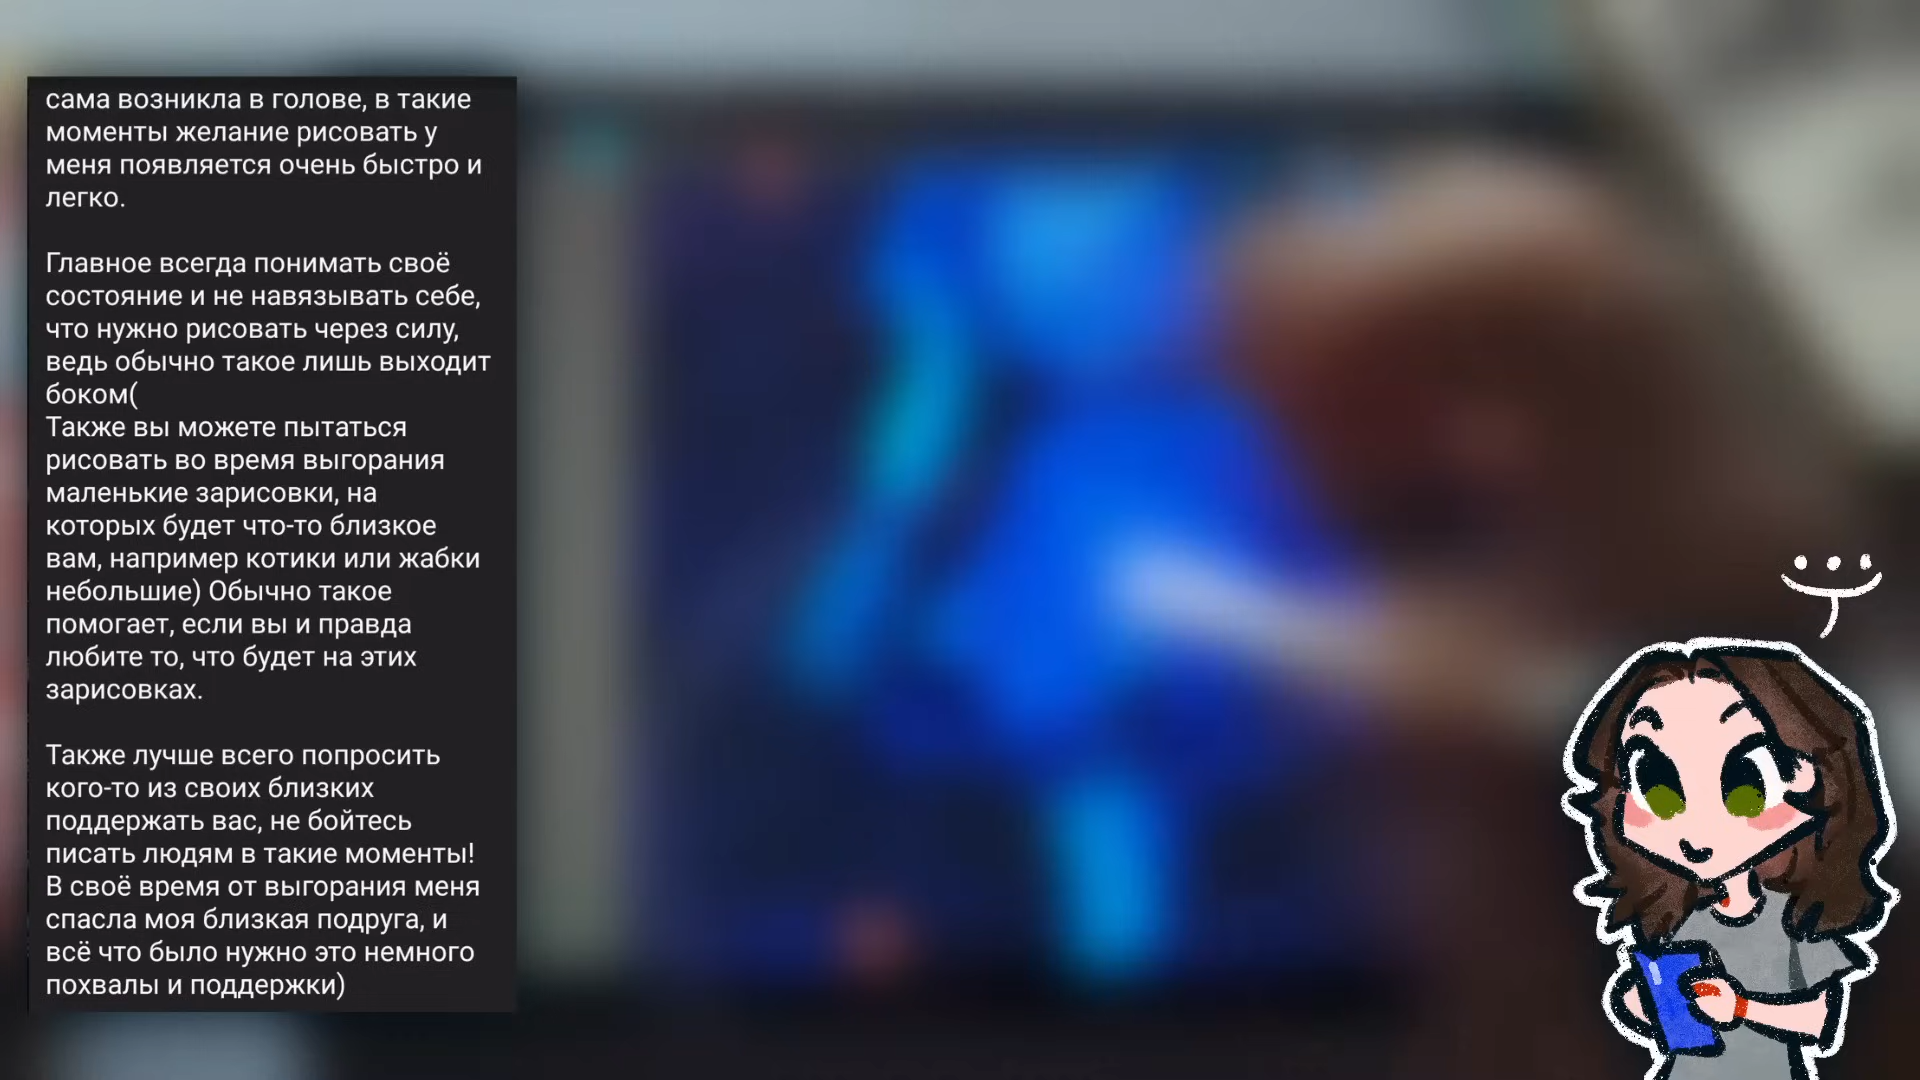 сама возникла в голове, в такие
моменты желание рисовать у
меня появляется очень быстро и
легко.
Главное всегда понимать своё
состояние и не навязывать себе,
что нужно рисовать через силу,
ведь обычно такое лишь выходит
боком(
Также вы можете пытаться
рисовать во время выгорания
маленькие зарисовки, на
которых будет что-то близкое
вам, например котики или жабки
небольшие) Обычно такое
помогает, если вы и правда
любите то, что будет на этих
зарисовках.
Также лучше всего попросить
кого-то из своих близких
поддержать вас, не бойтесь
писать людям в такие моменты!
В своё время от выгорания меня
спасла моя близкая подруга, и
всё что было нужно это немного
похвалы и поддержки)